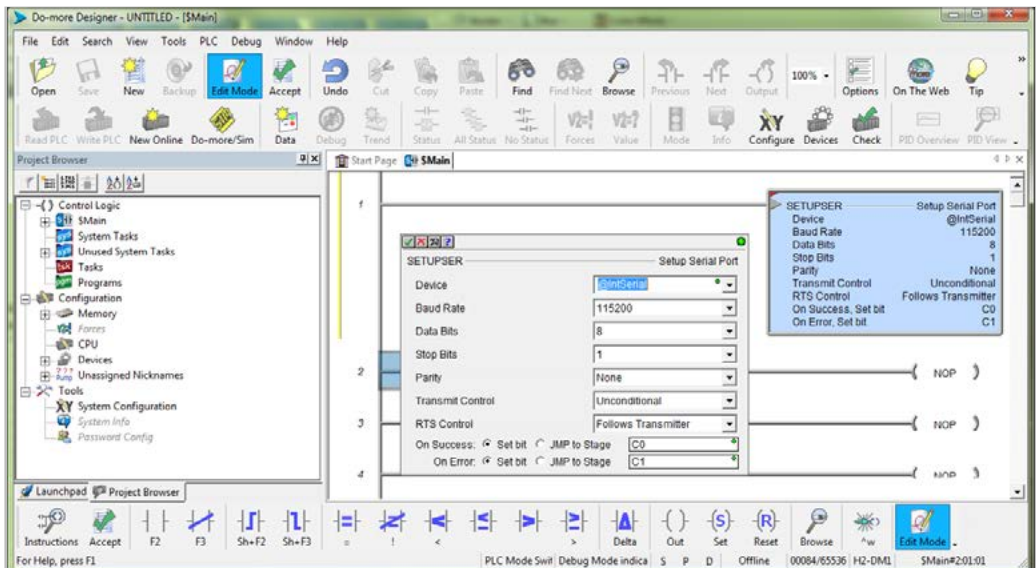 Do-more Designer - UNTITLED - [$Main]
File Edit Search View Tools PLC Debug Window Help
Open Save New Backup Edit Mode Accept Undo Cut Copy Paste Find Find Next Browse Previous Next Output 100% Options On The Web Tip
Read PLC Write PLC New Online Do-more/Sim Data Debug Trend Status All Status No Status Forces Value Mode Info Configure Devices Check PID Overview PID View
Project Browser
Start Page $Main
Control Logic
$Main
System Tasks
Unused System Tasks
Tasks
Programs
Configuration
Memory
Forces
CPU
Devices
Unassigned Nicknames
Tools
System Configuration
System Info
Password Config
Launchpad Project Browser
1
SETUPSER Setup Serial Port
Device @IntSerial
Baud Rate 115200
Data Bits 8
Stop Bits 1
Parity None
Transmit Control Unconditional
RTS Control Follows Transmitter
On Success, Set bit C0
On Error, Set bit C1
SETUPSER Setup Serial Port
Device @IntSerial
Baud Rate 115200
Data Bits 8
Stop Bits 1
Parity None
Transmit Control Unconditional
RTS Control Follows Transmitter
On Success: Set bit JMP to Stage C0
On Error: Set bit JMP to Stage C1
2 NOP
3 NOP
4 NOP
Instructions Accept F2 F3 Sh+F2 Sh+F3 = ! < > Delta Out Set Reset Browse ^w Edit Mode
For Help, press F1 PLC Mode Swit Debug Mode indica S P D Offline 00084/65536 H2-DM1 $Main#2:01:01